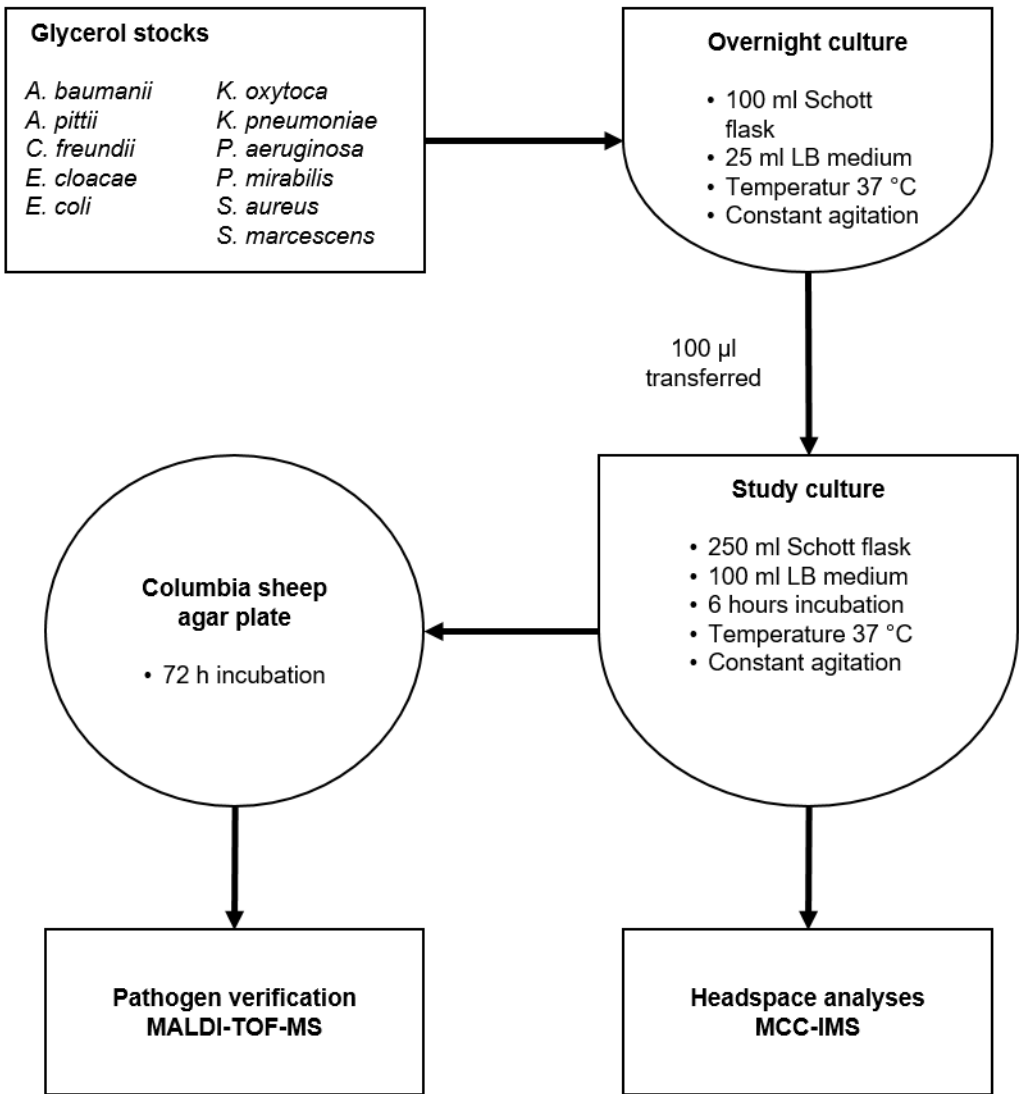 Glycerol stocks
A. baumanii
A. pittii
C. freundii
E. cloacae
E. coli
K. oxytoca
K. pneumoniae
P. aeruginosa
P. mirabilis
S. aureus
S. marcescens
Overnight culture
• 100 ml Schott
flask
• 25 ml LB medium
• Temperatur 37 °C
• Constant agitation
100 µl
transferred
Study culture
• 250 ml Schott flask
• 100 ml LB medium
• 6 hours incubation
• Temperature 37 °C
• Constant agitation
Columbia sheep
agar plate
• 72 h incubation
Pathogen verification
MALDI-TOF-MS
Headspace analyses
MCC-IMS